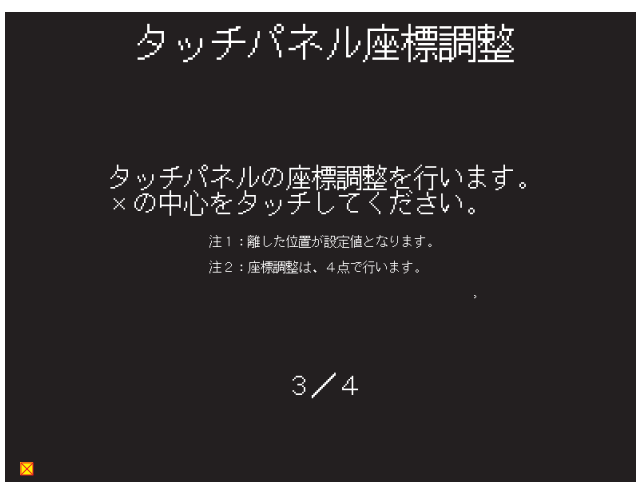 タッチパネル座標調整
タッチパネルの座標調整を行います。
×の中心をタッチしてください。
注１：離した位置が設定値となります。
注２：座標調整は、４点で行います。
３／４